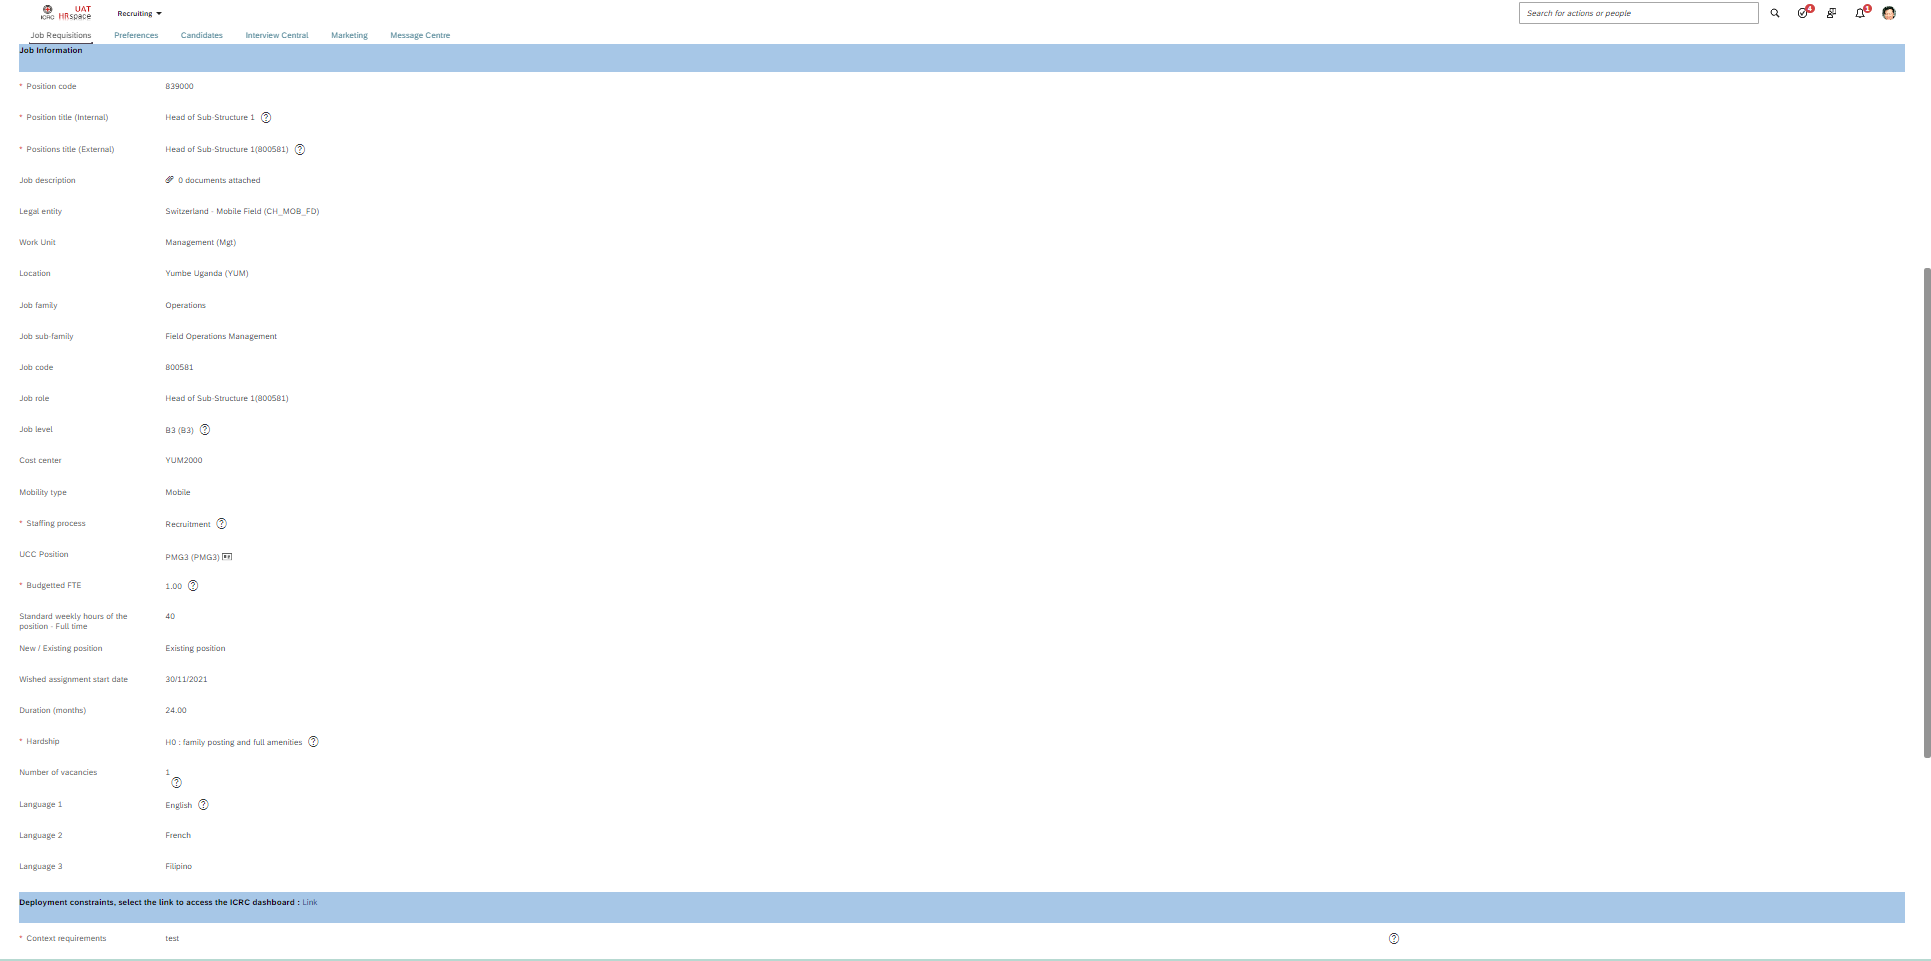 ICRC UAT HRspace Recruiting Search for actions or people 4 1
Job Requisitions Preferences Candidates Interview Central Marketing Message Centre
Job Information
* Position code 839000
* Position title (Internal) Head of Sub-Structure 1 ?
* Positions title (External) Head of Sub-Structure 1(800581) ?
Job description 0 documents attached
Legal entity Switzerland - Mobile Field (CH_MOB_FD)
Work Unit Management (Mgt)
Location Yumbe Uganda (YUM)
Job family Operations
Job sub-family Field Operations Management
Job code 800581
Job role Head of Sub-Structure 1(800581)
Job level B3 (B3) ?
Cost center YUM2000
Mobility type Mobile
* Staffing process Recruitment ?
UCC Position PMG3 (PMG3)
* Budgetted FTE 1.00 ?
Standard weekly hours of the position - Full time 40
New / Existing position Existing position
Wished assignment start date 30/11/2021
Duration (months) 24.00
* Hardship H0 : family posting and full amenities ?
Number of vacancies 1
?
Language 1 English ?
Language 2 French
Language 3 Filipino
Deployment constraints, select the link to access the ICRC dashboard : Link
* Context requirements test ?